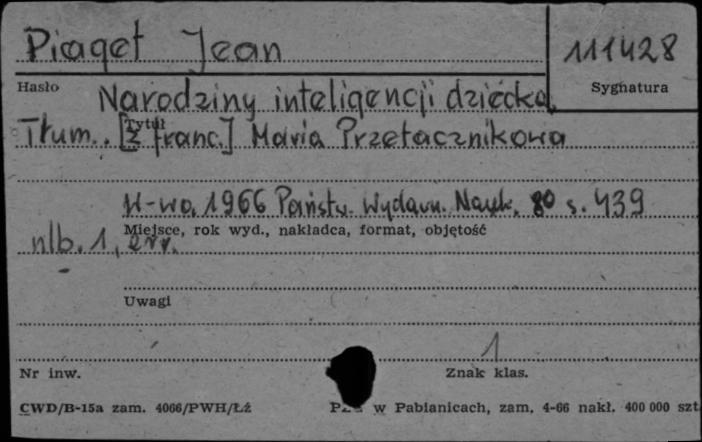 Piaget Jean
111428
Hasło
Sygnatura
Narodziny inteligencji dziecka.
Tytuł
Tłum. [z franc.] Maria Przetacznikowa
W-wa, 1966 Państw. Wydawn. Nauk. 8° s. 439
Miejsce, rok wyd., nakładca, format, objętość
nlb. 1, err.
Uwagi
1
Nr inw.
Znak klas.
CWD/B-15a zam. 4066/PWH/Łź
w Pabianicach, zam. 4-66 nakł. 400 000 szt